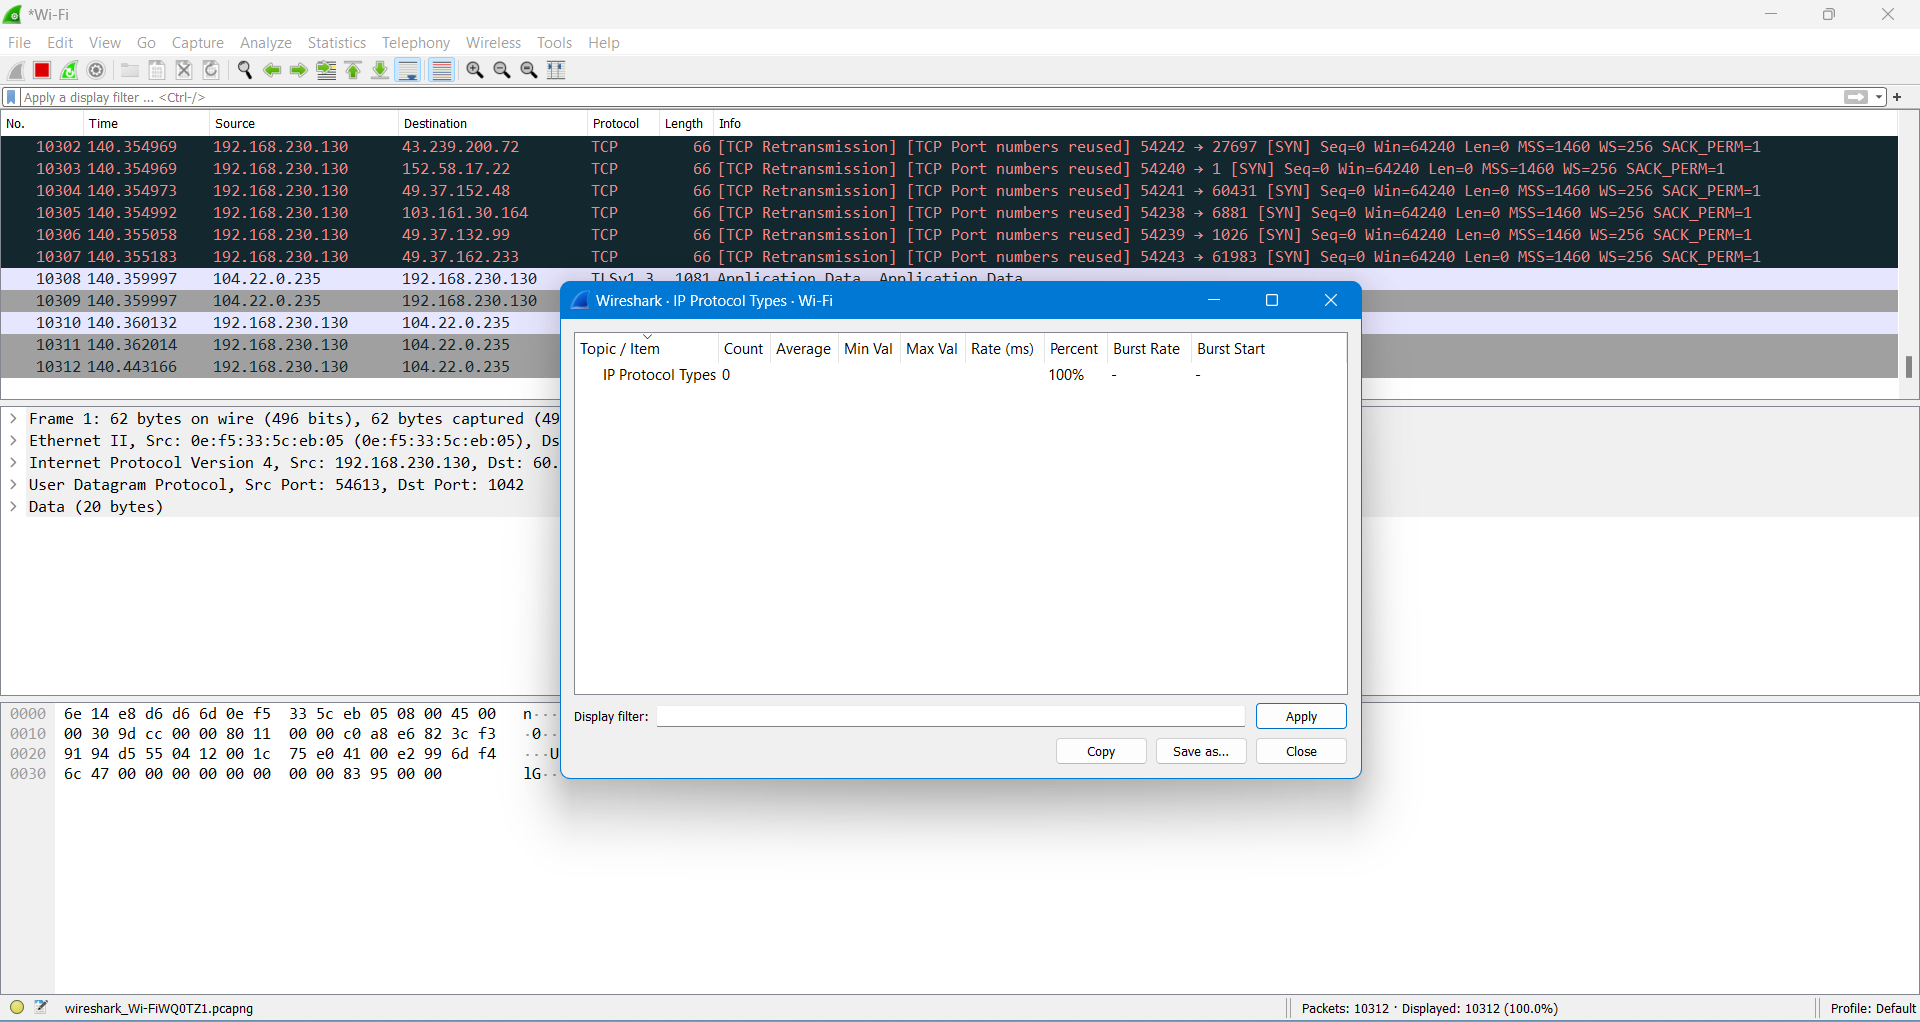 *Wi-Fi
File Edit View Go Capture Analyze Statistics Telephony Wireless Tools Help
Apply a display filter ... <Ctrl-/>
No. Time Source Destination Protocol Length Info
10302 140.354969 192.168.230.130 43.239.200.72 TCP 66 [TCP Retransmission] [TCP Port numbers reused] 54242 → 27697 [SYN] Seq=0 Win=64240 Len=0 MSS=1460 WS=256 SACK_PERM=1
10303 140.354969 192.168.230.130 152.58.17.22 TCP 66 [TCP Retransmission] [TCP Port numbers reused] 54240 → 1 [SYN] Seq=0 Win=64240 Len=0 MSS=1460 WS=256 SACK_PERM=1
10304 140.354973 192.168.230.130 49.37.152.48 TCP 66 [TCP Retransmission] [TCP Port numbers reused] 54241 → 60431 [SYN] Seq=0 Win=64240 Len=0 MSS=1460 WS=256 SACK_PERM=1
10305 140.354992 192.168.230.130 103.161.30.164 TCP 66 [TCP Retransmission] [TCP Port numbers reused] 54238 → 6881 [SYN] Seq=0 Win=64240 Len=0 MSS=1460 WS=256 SACK_PERM=1
10306 140.355058 192.168.230.130 49.37.132.99 TCP 66 [TCP Retransmission] [TCP Port numbers reused] 54239 → 1026 [SYN] Seq=0 Win=64240 Len=0 MSS=1460 WS=256 SACK_PERM=1
10307 140.355183 192.168.230.130 49.37.162.233 TCP 66 [TCP Retransmission] [TCP Port numbers reused] 54243 → 61983 [SYN] Seq=0 Win=64240 Len=0 MSS=1460 WS=256 SACK_PERM=1
10308 140.359997 104.22.0.235 192.168.230.130 TLSv1.3 1081 Application Data, Application Data
10309 140.359997 104.22.0.235 192.168.230.130
10310 140.360132 192.168.230.130 104.22.0.235
10311 140.362014 192.168.230.130 104.22.0.235
10312 140.443166 192.168.230.130 104.22.0.235
Wireshark · IP Protocol Types · Wi-Fi
Topic / Item Count Average Min Val Max Val Rate (ms) Percent Burst Rate Burst Start
IP Protocol Types 0 100% - -
Display filter: Apply
Copy Save as... Close
Frame 1: 62 bytes on wire (496 bits), 62 bytes captured (49
Ethernet II, Src: 0e:f5:33:5c:eb:05 (0e:f5:33:5c:eb:05), Ds
Internet Protocol Version 4, Src: 192.168.230.130, Dst: 60.
User Datagram Protocol, Src Port: 54613, Dst Port: 1042
Data (20 bytes)
0000 6e 14 e8 d6 d6 6d 0e f5 33 5c eb 05 08 00 45 00 n···
0010 00 30 9d cc 00 00 80 11 00 00 c0 a8 e6 82 3c f3 ·0··
0020 91 94 d5 55 04 12 00 1c 75 e0 41 00 e2 99 6d f4 ···U
0030 6c 47 00 00 00 00 00 00 00 00 83 95 00 00 lG··
wireshark_Wi-FiWQ0TZ1.pcapng Packets: 10312 · Displayed: 10312 (100.0%) Profile: Default